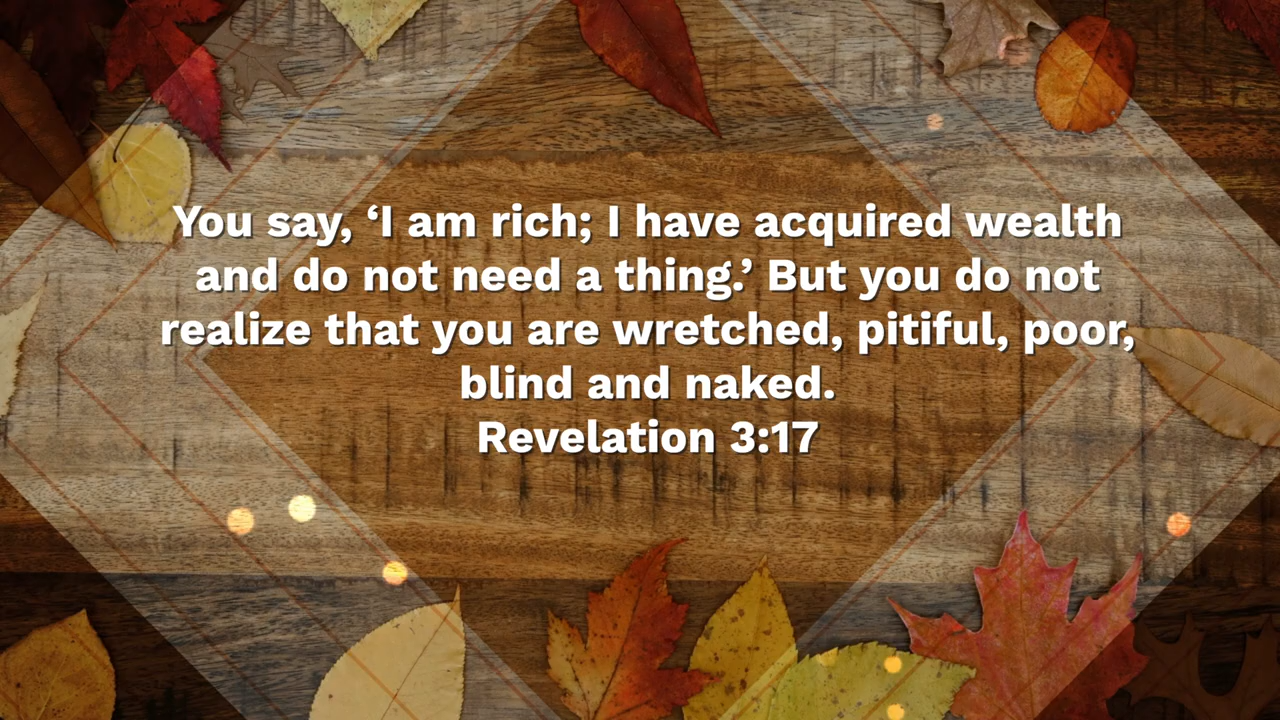 You say, ‘I am rich; I have acquired wealth
and do not need a thing.’ But you do not
realize that you are wretched, pitiful, poor,
blind and naked.
Revelation 3:17